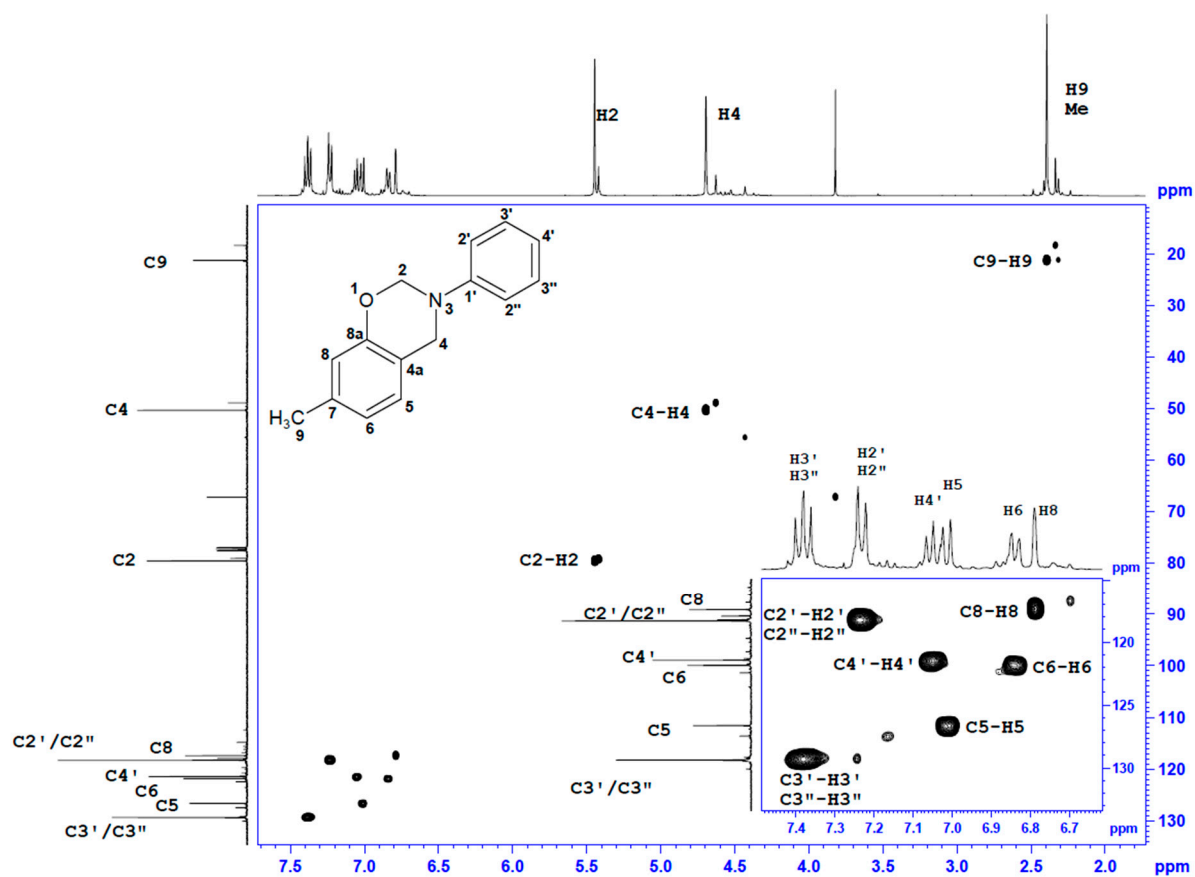 H2
H4
H9
Me
ppm
C9
C4
C2
C2'/C2"
C8
C4'
C6
C5
C3'/C3"
3'
2'
4'
2
O
1
N
3
1'
3"
2"
8a
4
8
4a
7
5
H3C
9
6
C9-H9
C4-H4
C2-H2
H3'
H3"
H2'
H2"
H4'
H5
H6
H8
ppm
C8
C2'/C2"
C4'
C6
C5
C3'/C3"
C2'-H2'
C2"-H2"
C8-H8
C4'-H4'
C6-H6
C5-H5
C3'-H3'
C3"-H3"
120
125
130
7.4 7.3 7.2 7.1 7.0 6.9 6.8 6.7 ppm
20
30
40
50
60
70
80
90
100
110
120
130
7.5 7.0 6.5 6.0 5.5 5.0 4.5 4.0 3.5 3.0 2.5 2.0 ppm